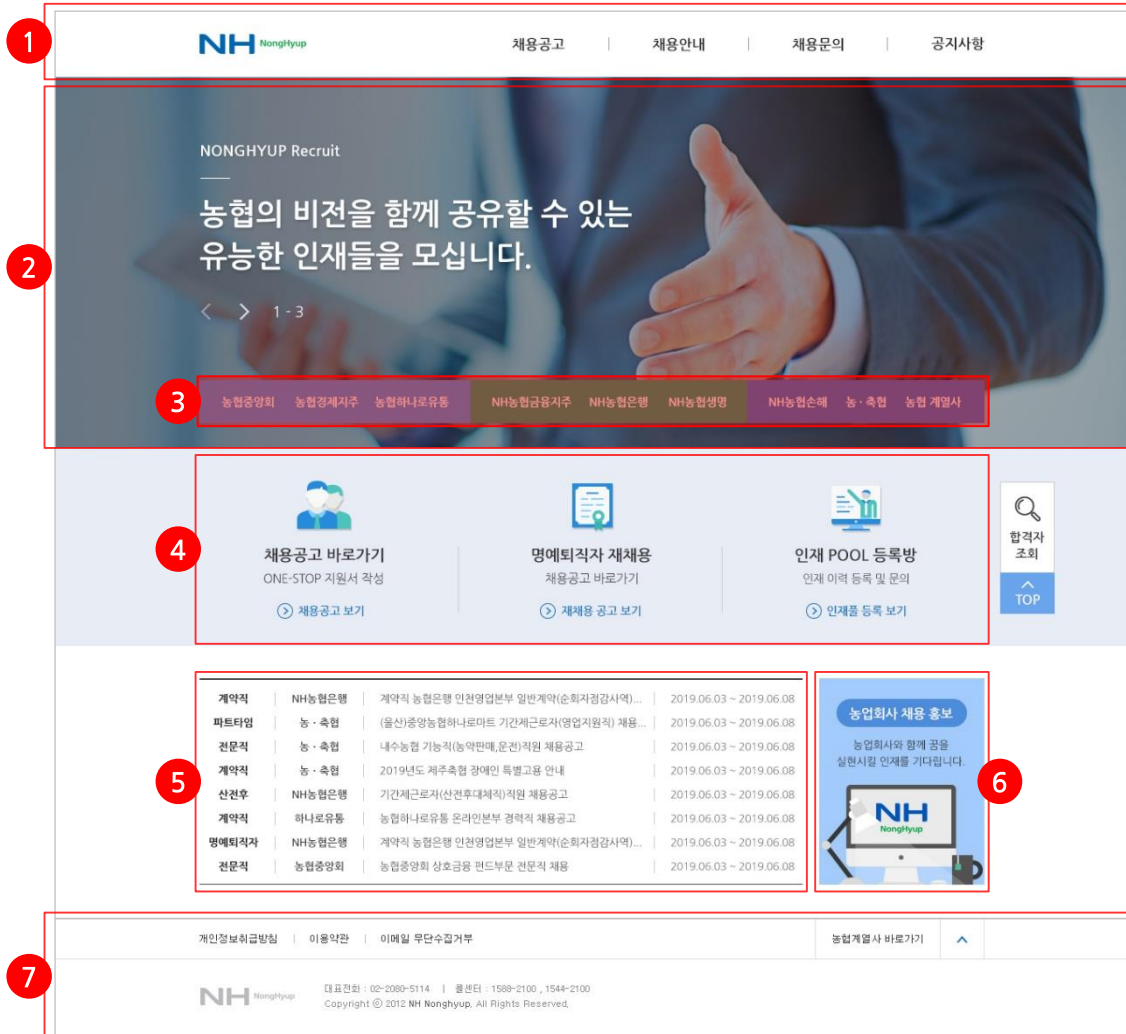 1
NH NongHyup
채용공고 | 채용안내 | 채용문의 | 공지사항
2
NONGHYUP Recruit
농협의 비전을 함께 공유할 수 있는
유능한 인재들을 모십니다.
< > 1 - 3
3
농협중앙회 농협경제지주 농협하나로유통 NH농협금융지주 NH농협은행 NH농협생명 NH농협손해 농·축협 농협 계열사
4
채용공고 바로가기
ONE-STOP 지원서 작성
채용공고 보기
명예퇴직자 재채용
채용공고 바로가기
재채용 공고 보기
인재 POOL 등록방
인재 이력 등록 및 문의
인재풀 등록 보기
합격자
조회
TOP
5
계약직 | NH농협은행 | 계약직 농협은행 인천영업본부 일반계약(순회자점감사역)... | 2019.06.03 ~ 2019.06.08
파트타임 | 농·축협 | (울산)중앙농협하나로마트 기간제근로자(영업지원직) 채용... | 2019.06.03 ~ 2019.06.08
전문직 | 농·축협 | 내수농협 기능직(농약판매,운전)직원 채용공고 | 2019.06.03 ~ 2019.06.08
계약직 | 농·축협 | 2019년도 제주축협 장애인 특별고용 안내 | 2019.06.03 ~ 2019.06.08
산전후 | NH농협은행 | 기간제근로자(산전후대체직)직원 채용공고 | 2019.06.03 ~ 2019.06.08
계약직 | 하나로유통 | 농협하나로유통 온라인본부 경력직 채용공고 | 2019.06.03 ~ 2019.06.08
명예퇴직자 | NH농협은행 | 계약직 농협은행 인천영업본부 일반계약(순회자점감사역)... | 2019.06.03 ~ 2019.06.08
전문직 | 농협중앙회 | 농협중앙회 상호금융 펀드부문 전문직 채용 | 2019.06.03 ~ 2019.06.08
6
농업회사 채용 홍보
농업회사와 함께 꿈을
실현시킬 인재를 기다립니다.
NH
NongHyup
7
개인정보취급방침 | 이용약관 | 이메일 무단수집거부
농협계열사 바로가기
NH NongHyup
대표전화 : 02-2080-5114 | 콜센터 : 1588-2100 , 1544-2100
Copyright ⓒ 2012 NH Nonghyup. All Rights Reserved.